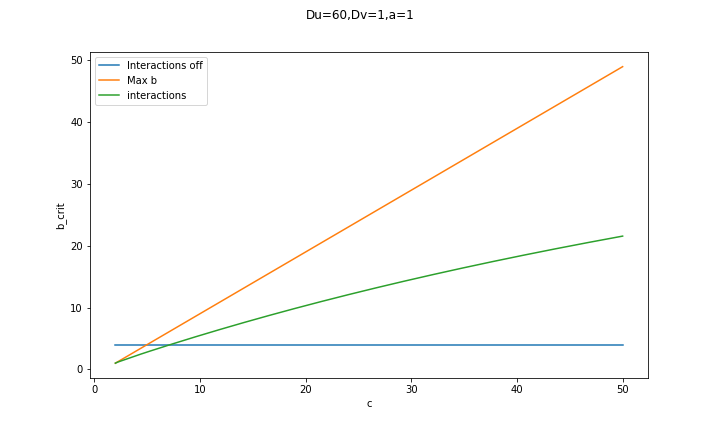 Du=60,Dv=1,a=1
Interactions off
Max b
interactions
b_crit
50
40
30
20
10
0
0
10
20
30
40
50
c